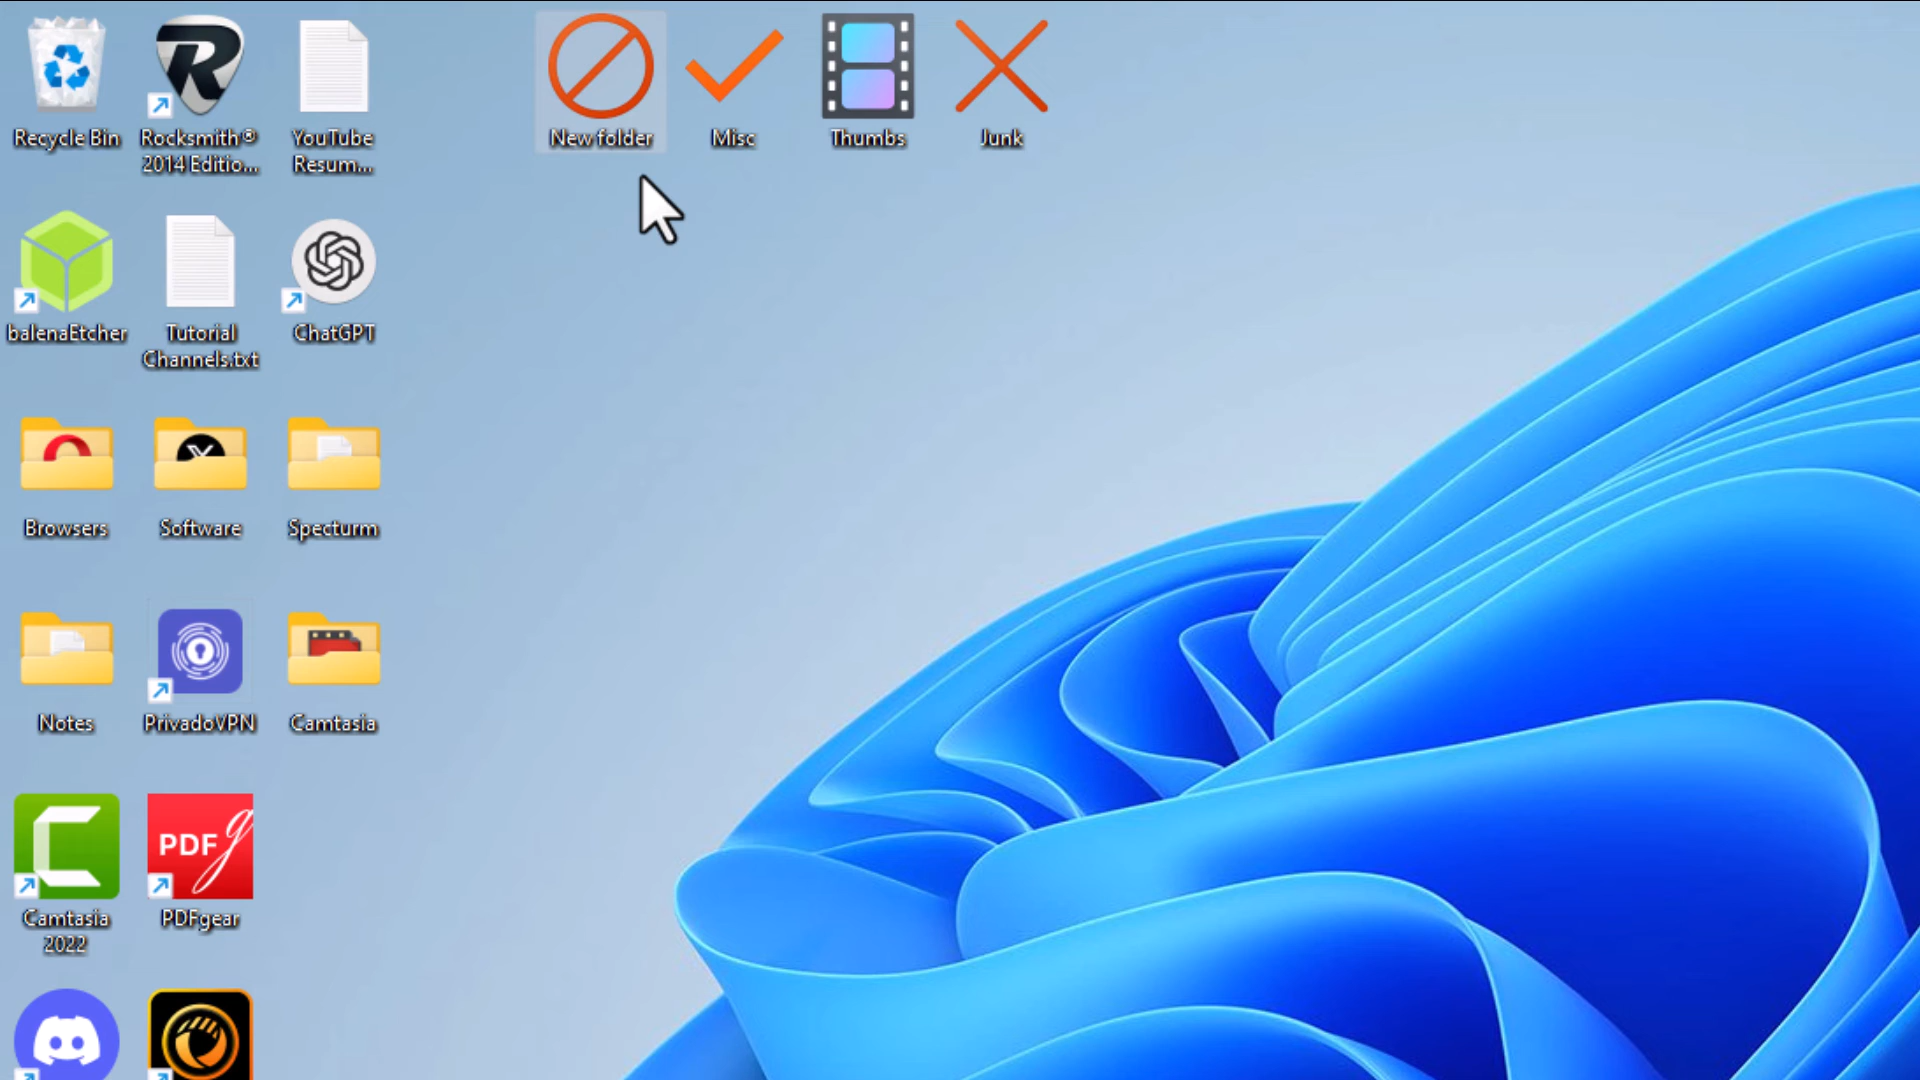 Recycle Bin
Rocksmith®
2014 Editio...
YouTube
Resum...
New folder
Misc
Thumbs
Junk
balenaEtcher
Tutorial
Channels.txt
ChatGPT
Browsers
Software
Specturm
Notes
PrivadoVPN
Camtasia
PDF g
Camtasia
2022
PDFgear